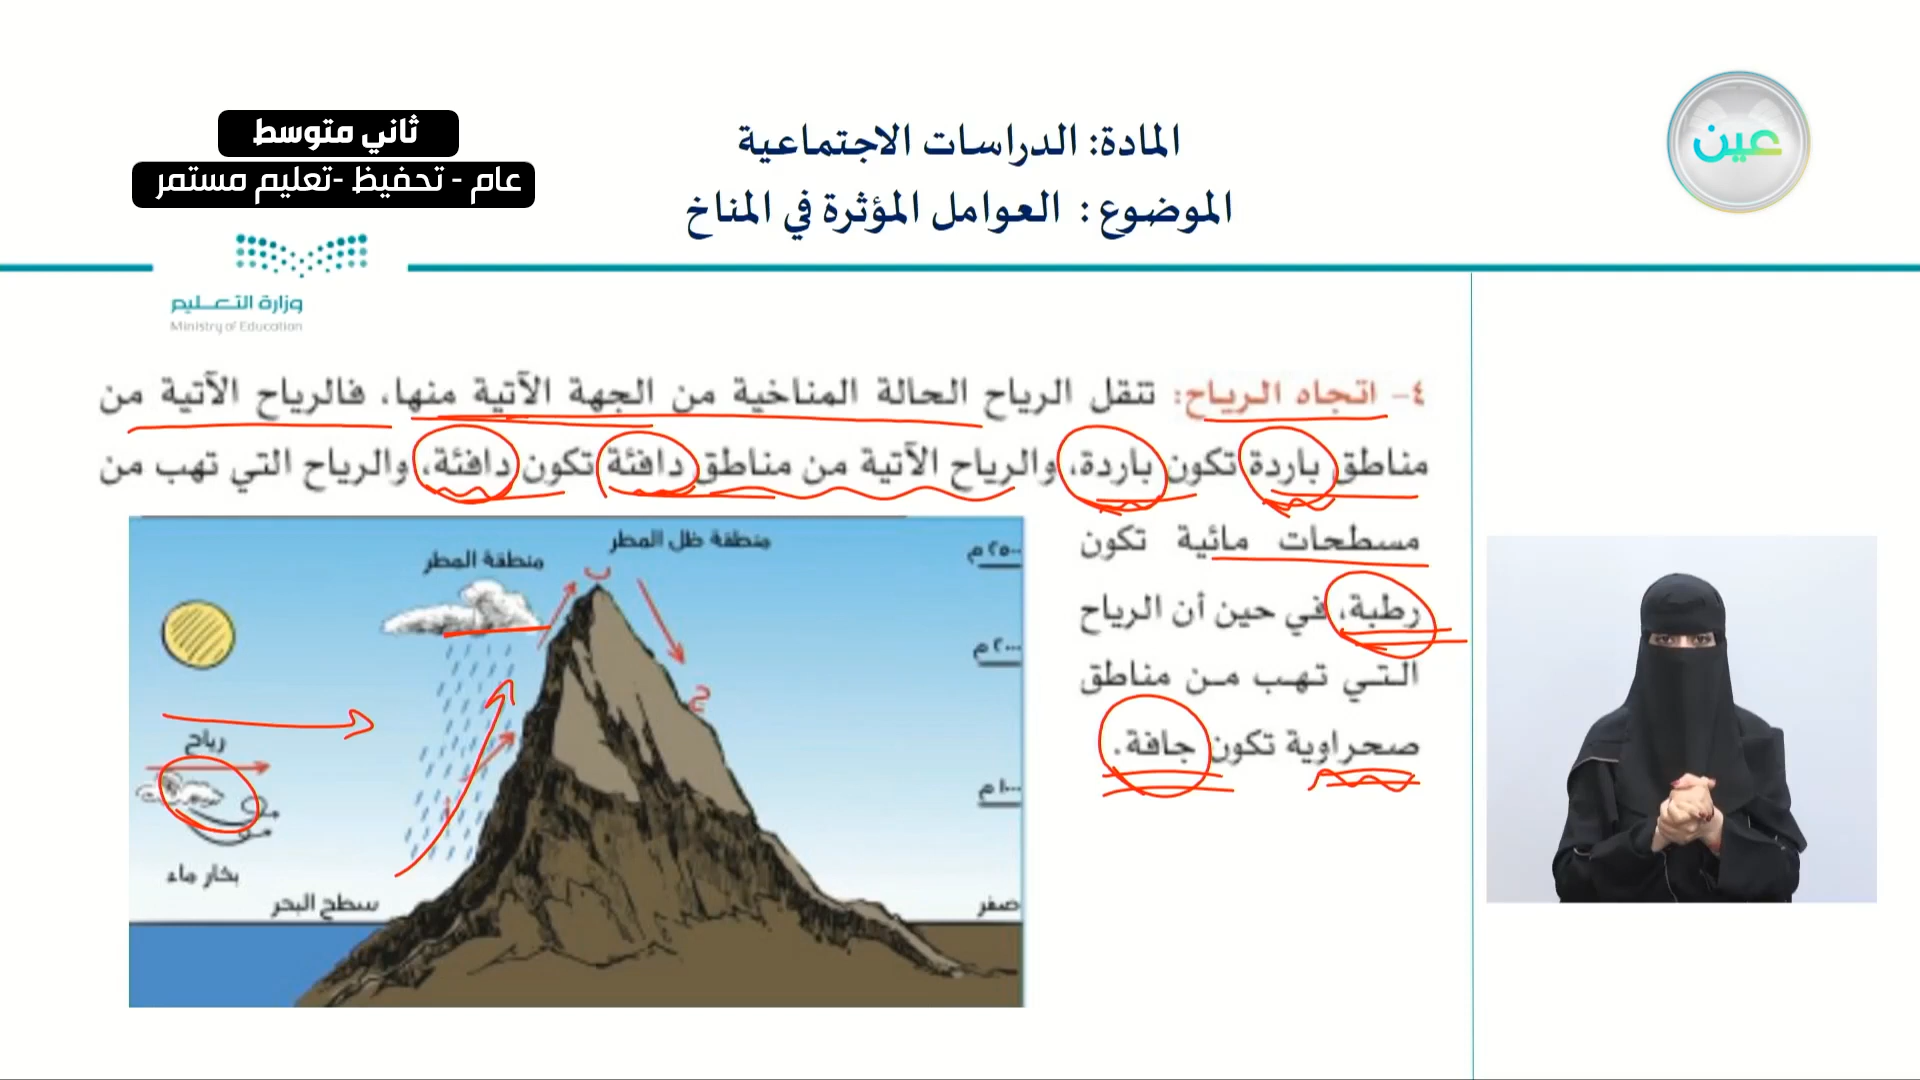 عين
المادة: الدراسات الاجتماعية
الموضوع : العوامل المؤثرة في المناخ
ثاني متوسط
عام - تحفيظ -تعليم مستمر
وزارة التعليم
Ministry of Education
٤- اتجاه الرياح: تنقل الرياح الحالة المناخية من الجهة الآتية منها، فالرياح الآتية من
مناطق باردة تكون باردة، والرياح الآتية من مناطق دافئة تكون دافئة، والرياح التي تهب من
مسطحات مائية تكون
رطبة، في حين أن الرياح
التي تهب من مناطق
صحراوية تكون جافة.
منطقة ظل المطر
منطقة المطر
٢٥٠٠م
ب
٢٠٠٠م
ج
رياح
١٠٠٠م
أ
بخار ماء
سطح البحر
صفر